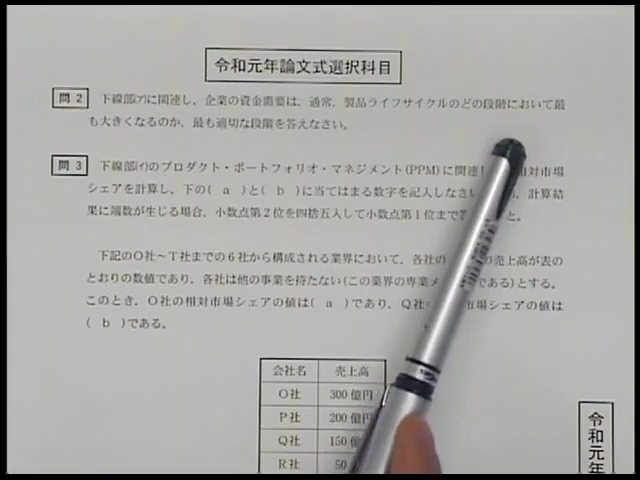 令和元年論文式選択科目
問2 下線部(ア)に関連し、企業の資金需要は、通常、製品ライフサイクルのどの段階において最
も大きくなるのか、最も適切な段階を答えなさい。
問3 下線部(イ)のプロダクト・ポートフォリオ・マネジメント(PPM)に関連 相対市場
シェアを計算し、下の( a )と( b )に当てはまる数字を記入しなさ 計算結
果に端数が生じる場合、小数点第2位を四捨五入して小数点第1位まで と。
下記のO社～T社までの6社から構成される業界において、各社の の売上高が表の
とおりの数値であり、各社は他の事業を持たない(この業界の専業メ である)とする。
このとき、O社の相対市場シェアの値は( a )であり、Q社 市場シェアの値は
( b )である。
会社名 売上高
O社 300億円
P社 200億円
Q社 150億
R社 50
令和元年